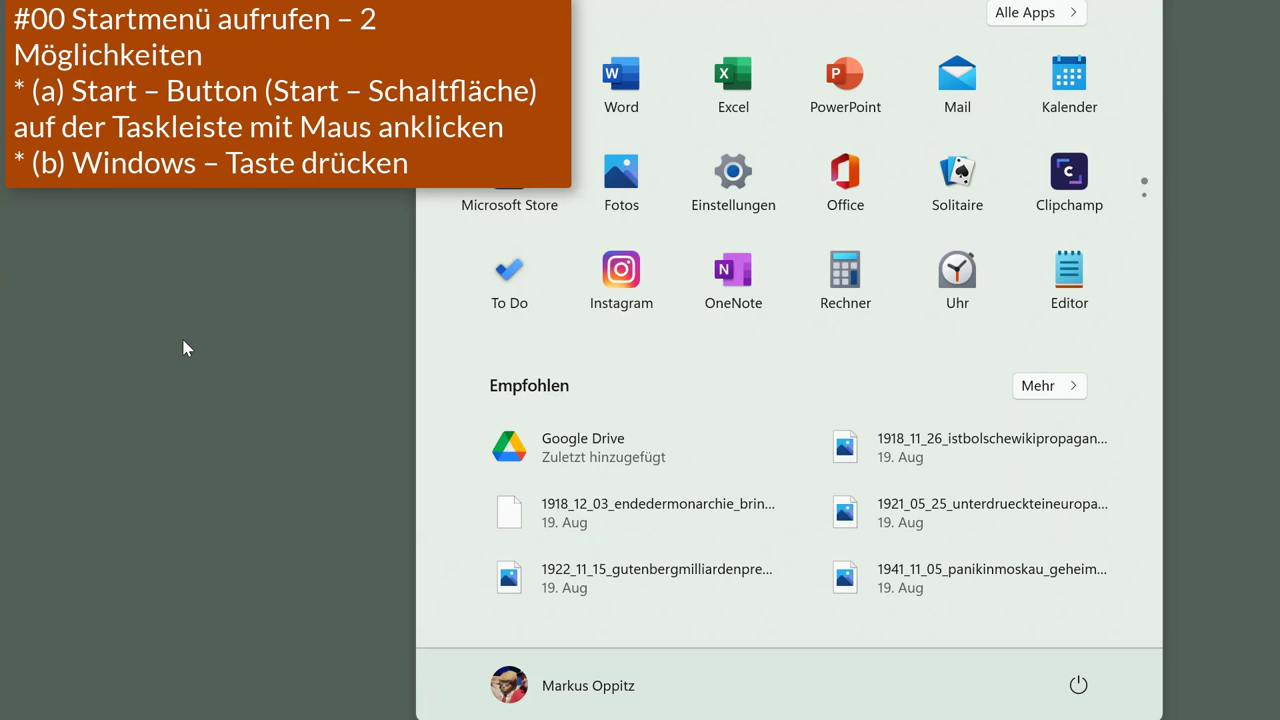 #00 Startmenü aufrufen – 2
Möglichkeiten
* (a) Start – Button (Start – Schaltfläche)
auf der Taskleiste mit Maus anklicken
* (b) Windows – Taste drücken
Alle Apps
Word
Excel
PowerPoint
Mail
Kalender
Microsoft Store
Fotos
Einstellungen
Office
Solitaire
Clipchamp
To Do
Instagram
OneNote
Rechner
Uhr
Editor
Empfohlen
Mehr
Google Drive
Zuletzt hinzugefügt
1918_11_26_istbolschewikipropagan...
19. Aug
1918_12_03_endedermonarchie_brin...
19. Aug
1921_05_25_unterdrueckteineuropa...
19. Aug
1922_11_15_gutenbergmilliardenpre...
19. Aug
1941_11_05_panikinmoskau_geheim...
19. Aug
Markus Oppitz